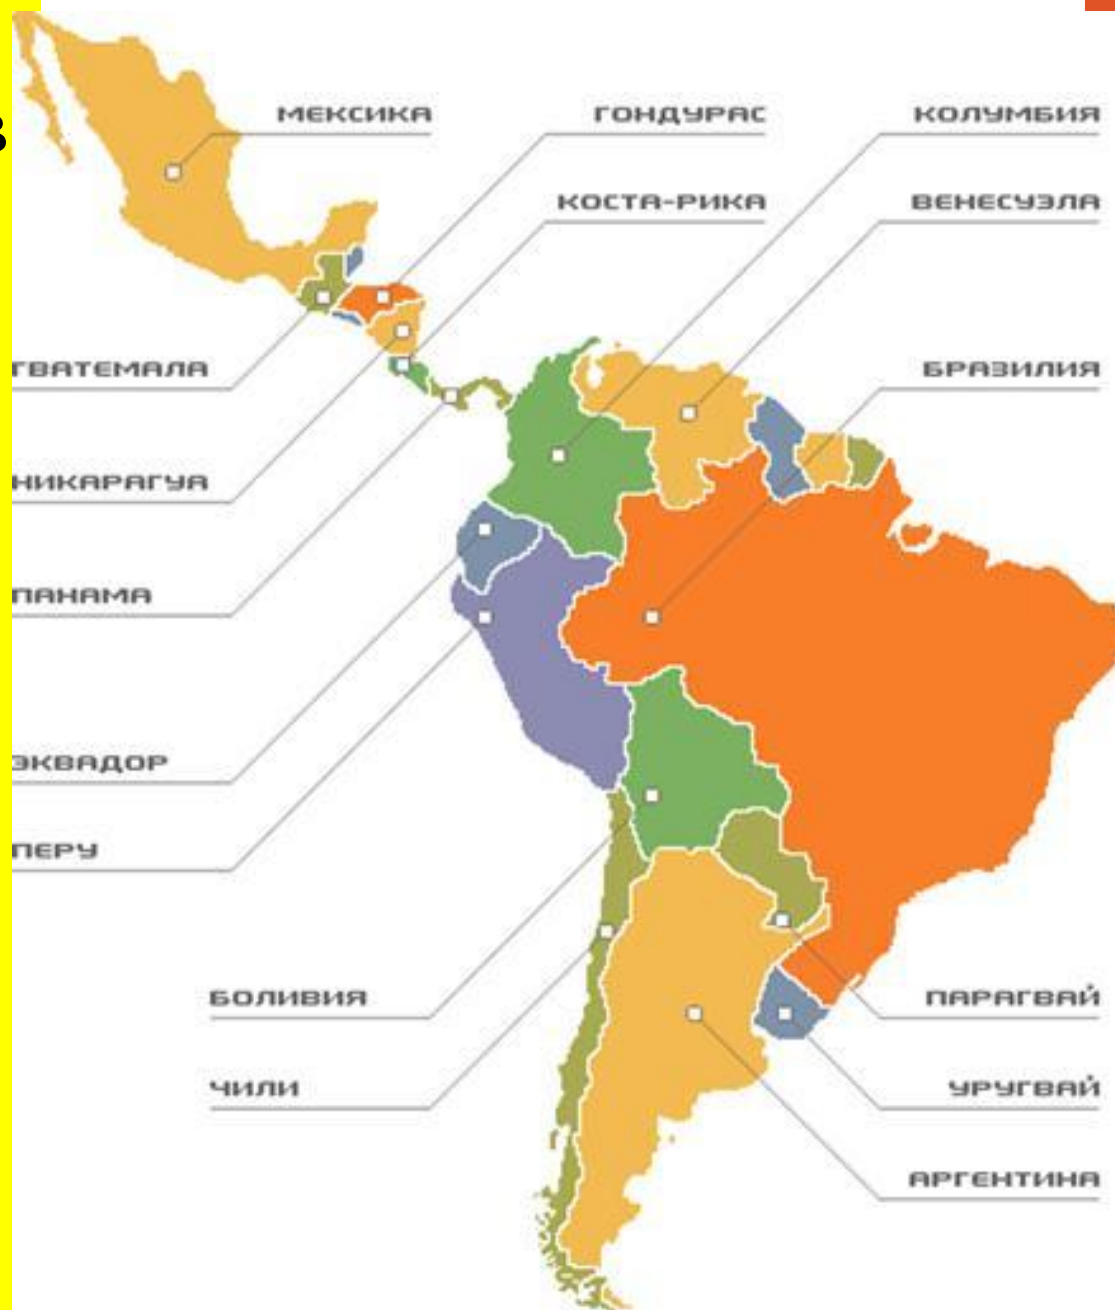 МЕКСИКА
ГОНДУРАС
КОЛУМБИЯ
В
КОСТА-РИКА
ВЕНЕСУЭЛА
ГВАТЕМАЛА
БРАЗИЛИЯ
НИКАРАГУА
ПАНАМА
ЭКВАДОР
ПЕРУ
БОЛИВИЯ
ПАРАГВАЙ
ЧИЛИ
УРУГВАЙ
АРГЕНТИНА